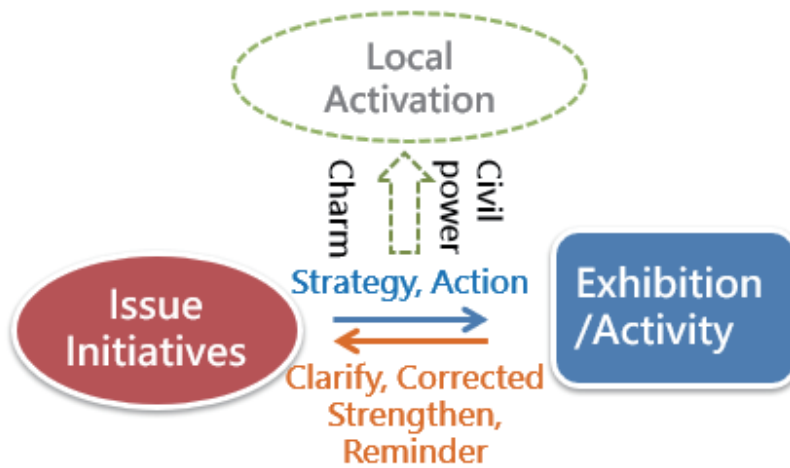 Local
Activation
Charm
Civil
power
Strategy, Action
Issue
Initiatives
Exhibition
/Activity
Clarify, Corrected
Strengthen,
Reminder